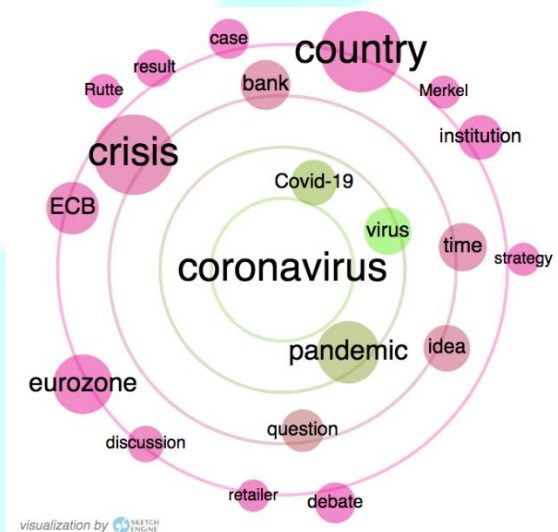 case
country
result
Rutte
bank
Merkel
institution
crisis
Covid-19
ECB
virus
time
strategy
coronavirus
pandemic
idea
eurozone
question
discussion
retailer
debate
visualization by SKETCH ENGINE